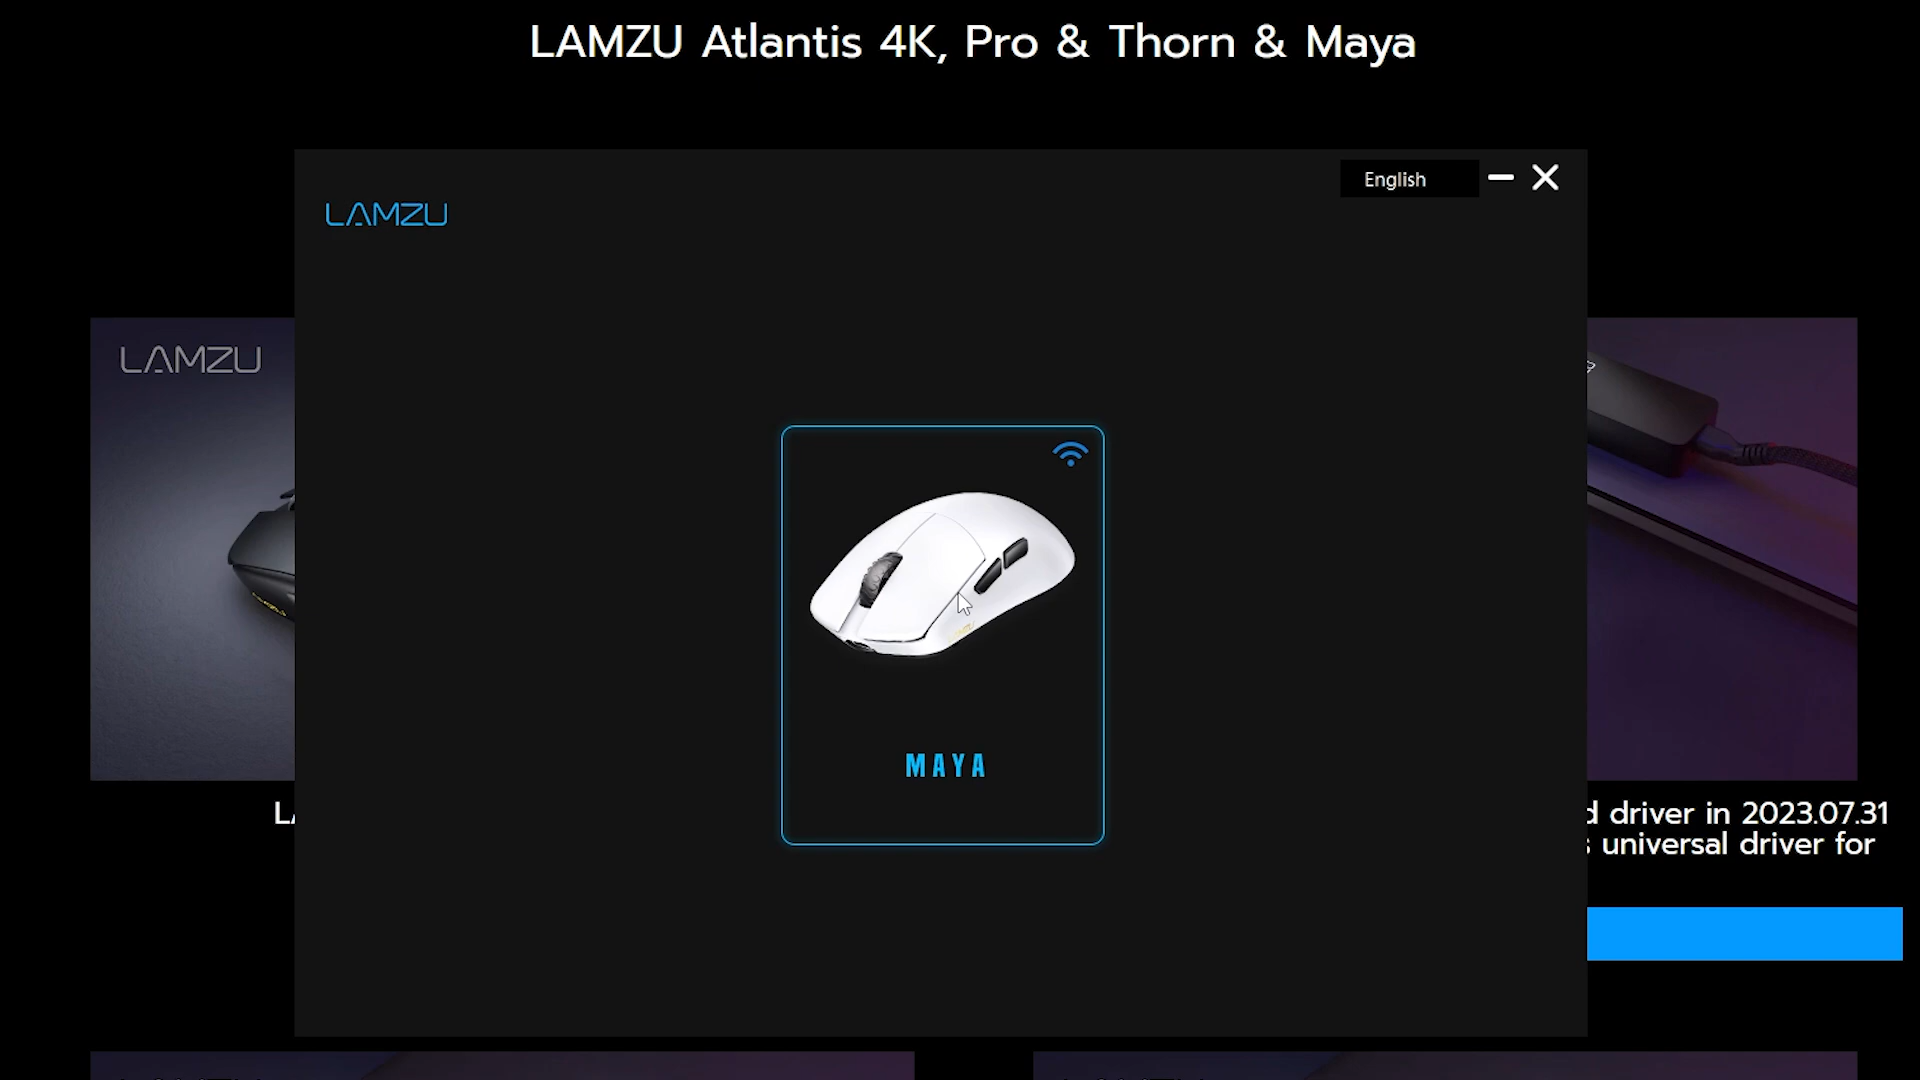 LAMZU Atlantis 4K, Pro & Thorn & Maya
English
LAMZU
LAMZU
MAYA
driver in 2023.07.31
universal driver for